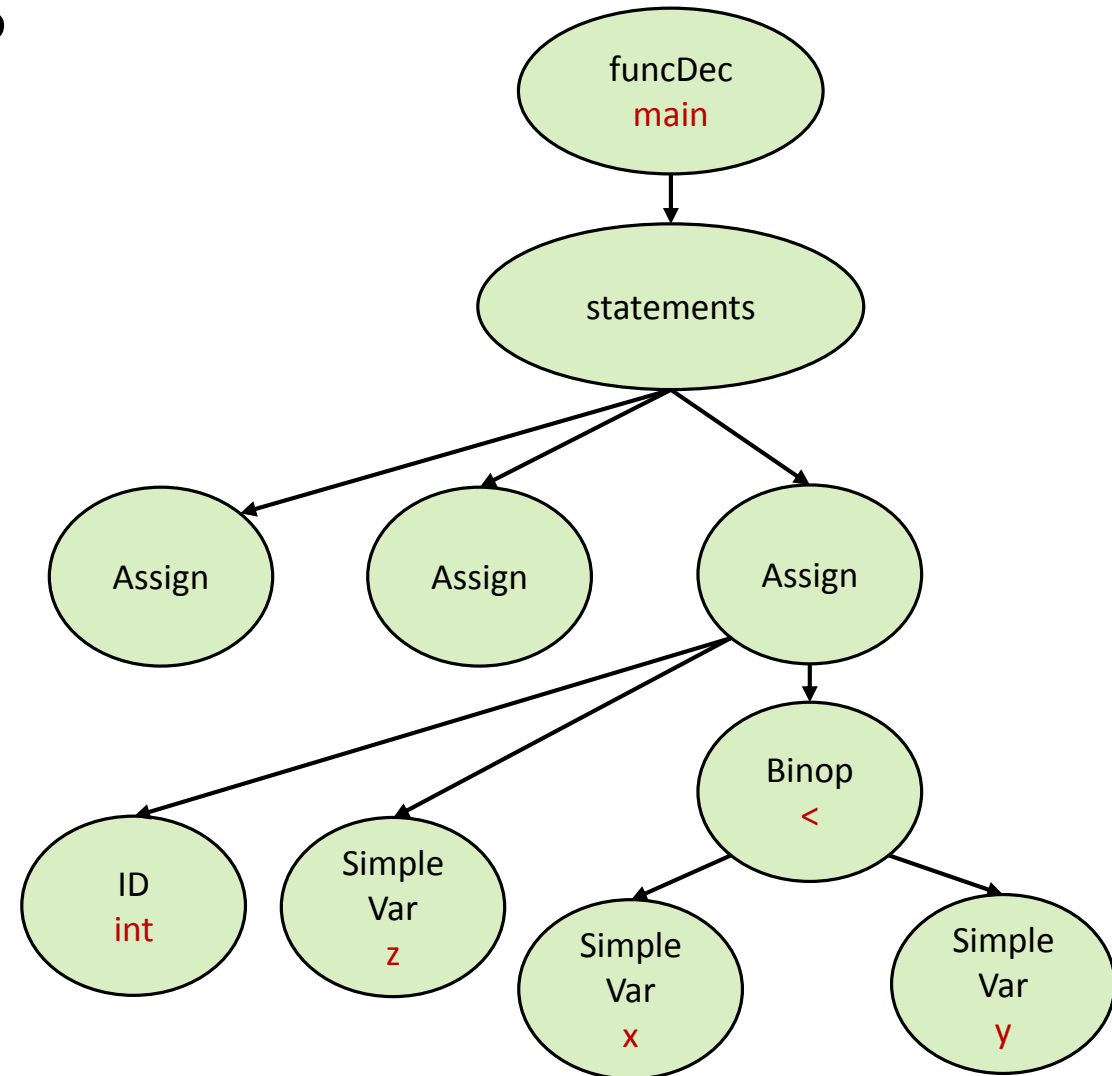 funcDec
main
statements
Assign
Assign
Assign
Binop
<
ID
int
Simple
Var
z
Simple
Var
x
Simple
Var
y